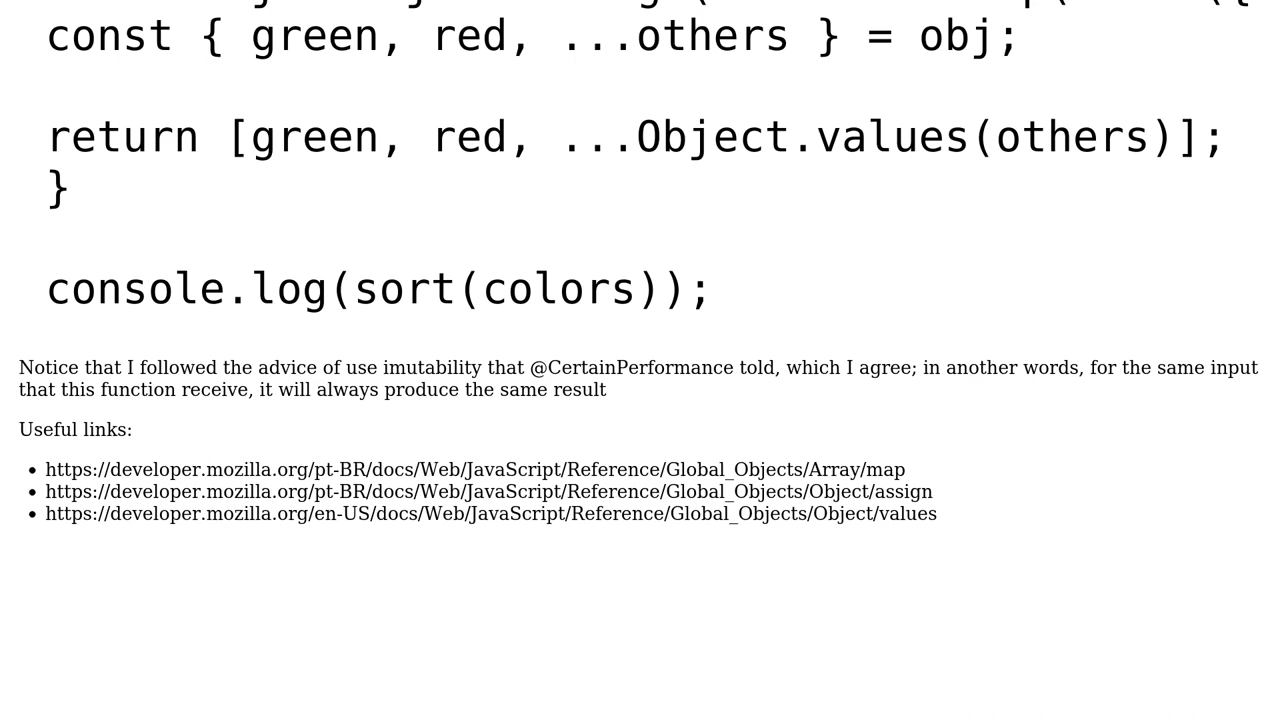 const { green, red, ...others } = obj;
return [green, red, ...Object.values(others)];
}
console.log(sort(colors));
Notice that I followed the advice of use imutability that @CertainPerformance told, which I agree; in another words, for the same input
that this function receive, it will always produce the same result
Useful links:
• https://developer.mozilla.org/pt-BR/docs/Web/JavaScript/Reference/Global_Objects/Array/map
• https://developer.mozilla.org/pt-BR/docs/Web/JavaScript/Reference/Global_Objects/Object/assign
• https://developer.mozilla.org/en-US/docs/Web/JavaScript/Reference/Global_Objects/Object/values